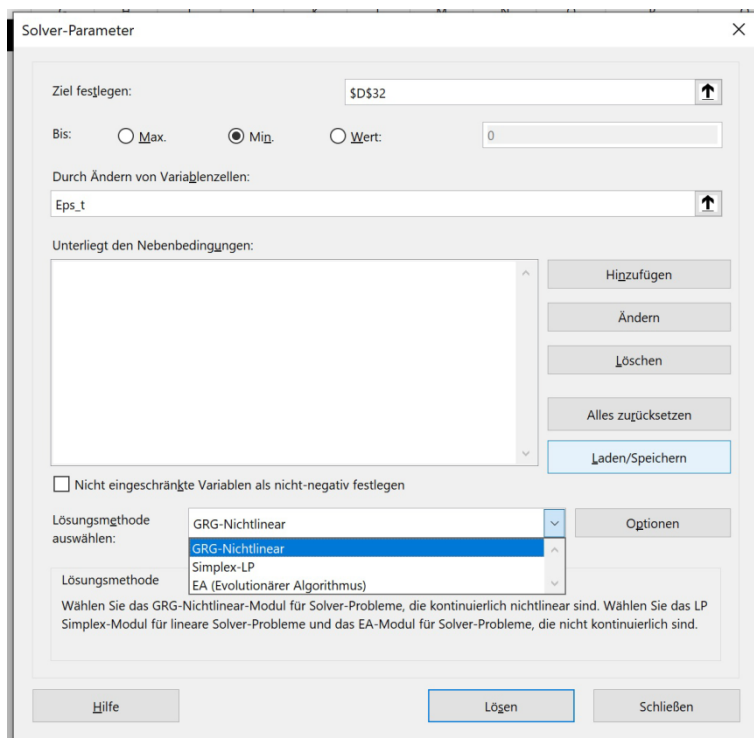 Solver-Parameter
Ziel festlegen:
$D$32
Bis:
Max.
Min.
Wert:
0
Durch Ändern von Variablenzellen:
Eps_t
Unterliegt den Nebenbedingungen:
Hinzufügen
Ändern
Löschen
Alles zurücksetzen
Laden/Speichern
Nicht eingeschränkte Variablen als nicht-negativ festlegen
Lösungsmethode
auswählen:
GRG-Nichtlinear
Optionen
GRG-Nichtlinear
Simplex-LP
EA (Evolutionärer Algorithmus)
Lösungsmethode
Wählen Sie das GRG-Nichtlinear-Modul für Solver-Probleme, die kontinuierlich nichtlinear sind. Wählen Sie das LP
Simplex-Modul für lineare Solver-Probleme und das EA-Modul für Solver-Probleme, die nicht kontinuierlich sind.
Hilfe
Lösen
Schließen